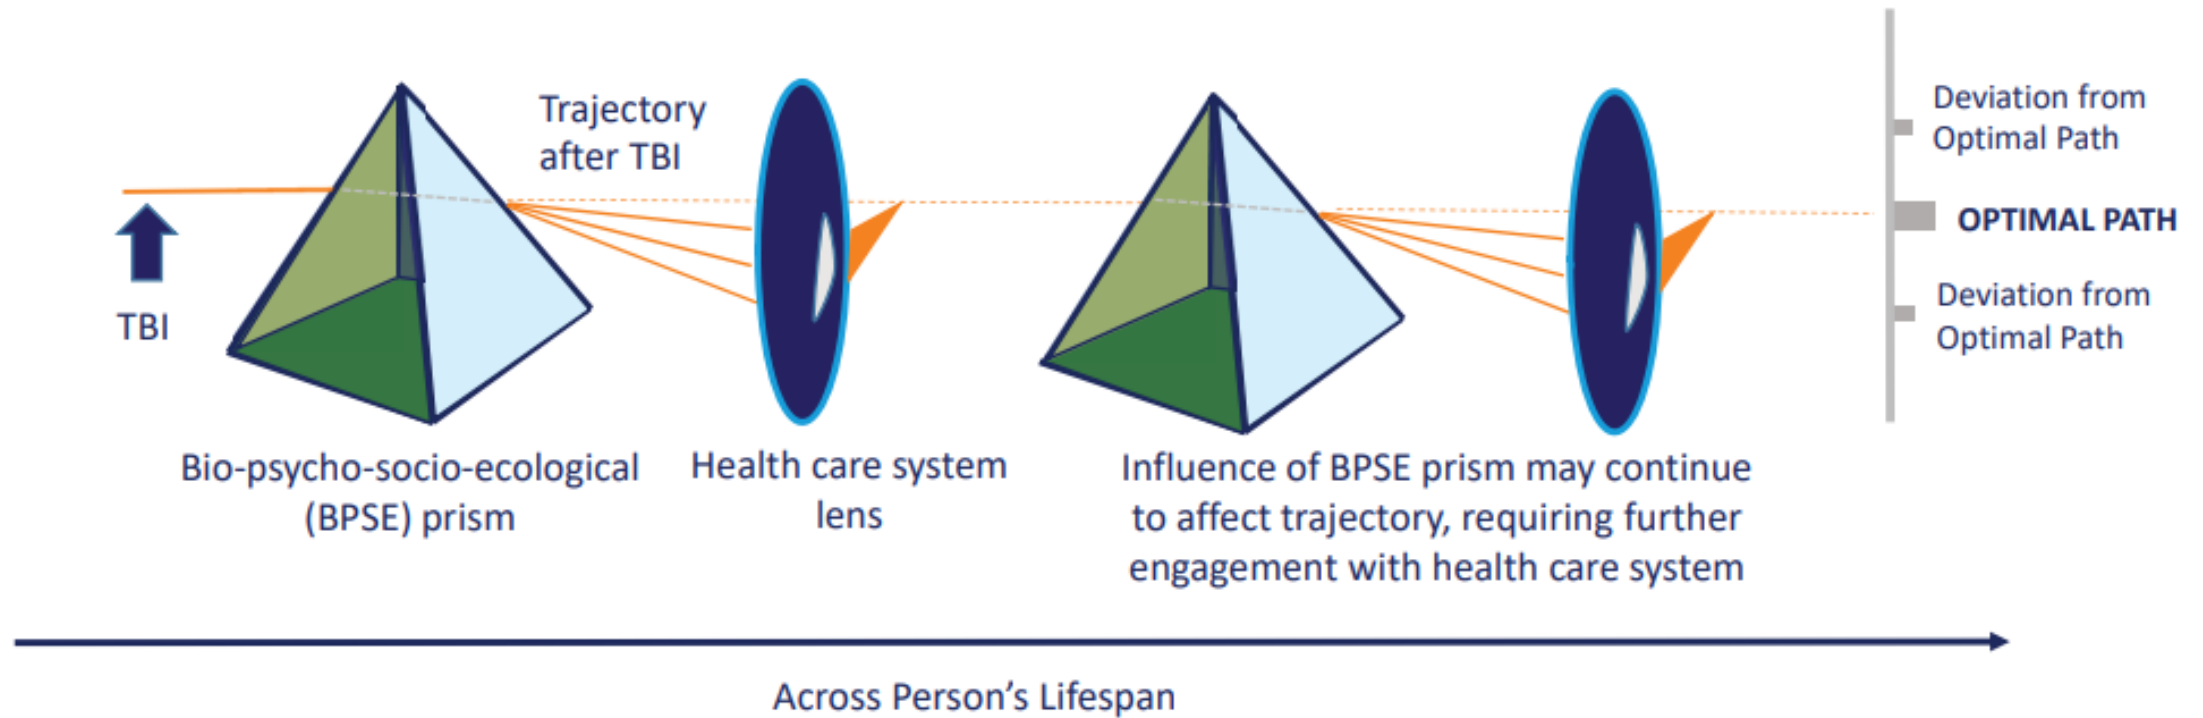 Trajectory
after TBI
TBI
Bio-psycho-socio-ecological
(BPSE) prism
Health care system
lens
Influence of BPSE prism may continue
to affect trajectory, requiring further
engagement with health care system
Deviation from
Optimal Path
OPTIMAL PATH
Deviation from
Optimal Path
Across Person’s Lifespan